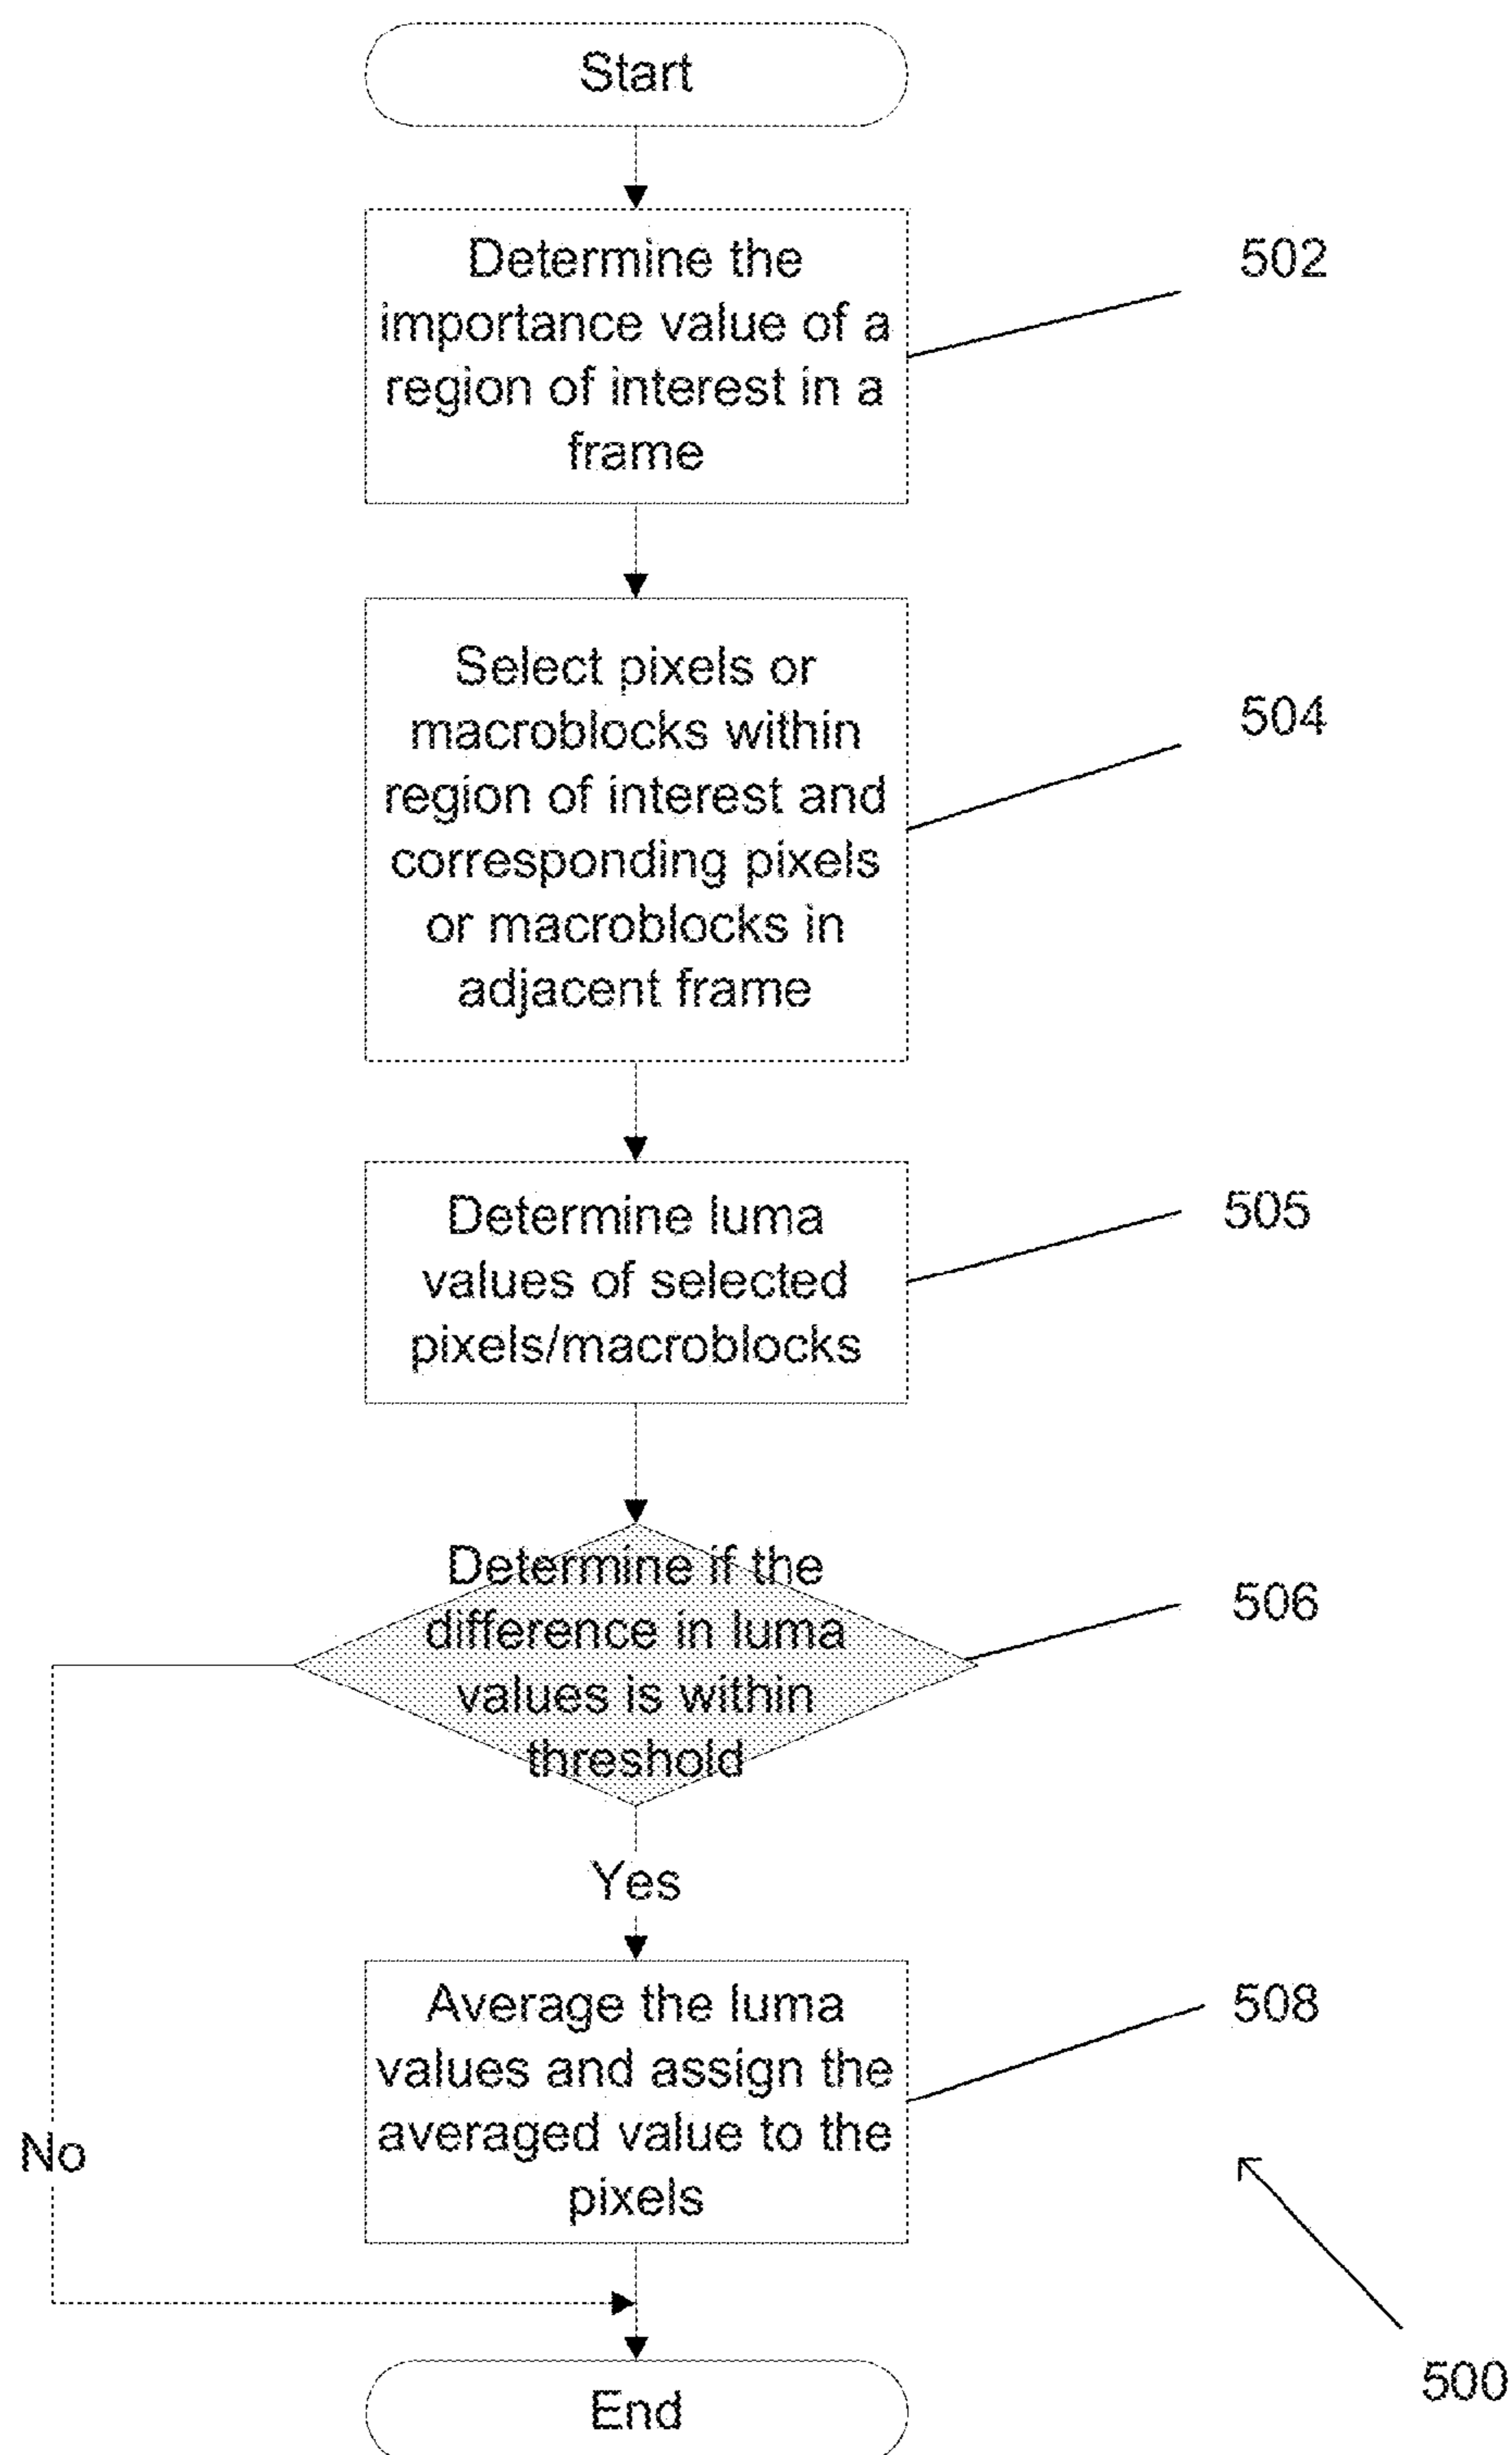 Start
Determine the
importance value of a
region of interest in a
frame
502
Select pixels or
macroblocks within
region of interest and
corresponding pixels
or macroblocks in
adjacent frame
504
Determine luma
values of selected
pixels/macroblocks
505
Determine if the
difference in luma
values is within
threshold
506
Yes
Average the luma
values and assign the
averaged value to the
pixels
508
No
End
500